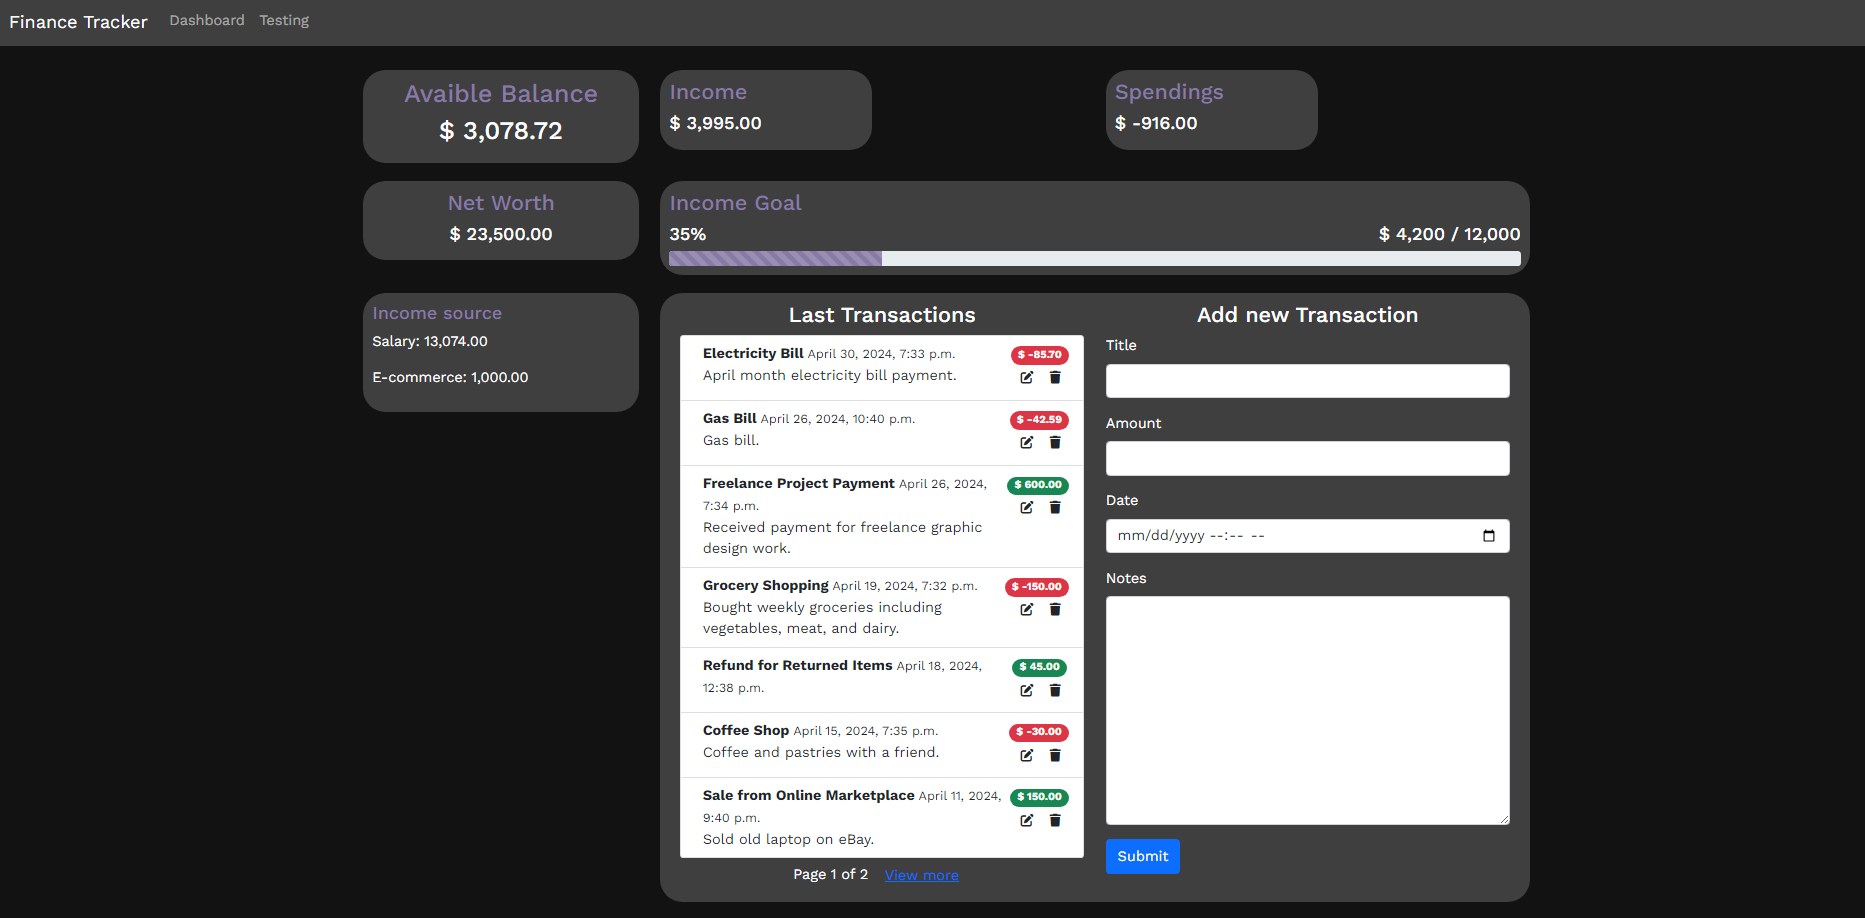 Finance Tracker Dashboard Testing
Avaible Balance
$ 3,078.72
Income
$ 3,995.00
Spendings
$ -916.00
Net Worth
$ 23,500.00
Income Goal
35% $ 4,200 / 12,000
Income source
Salary: 13,074.00
E-commerce: 1,000.00
Last Transactions
Electricity Bill April 30, 2024, 7:33 p.m. $ -85.70
April month electricity bill payment.
Gas Bill April 26, 2024, 10:40 p.m. $ -42.59
Gas bill.
Freelance Project Payment April 26, 2024, $ 600.00
7:34 p.m.
Received payment for freelance graphic
design work.
Grocery Shopping April 19, 2024, 7:32 p.m. $ -150.00
Bought weekly groceries including
vegetables, meat, and dairy.
Refund for Returned Items April 18, 2024, $ 45.00
12:38 p.m.
Coffee Shop April 15, 2024, 7:35 p.m. $ -30.00
Coffee and pastries with a friend.
Sale from Online Marketplace April 11, 2024, $ 150.00
9:40 p.m.
Sold old laptop on eBay.
Page 1 of 2 View more
Add new Transaction
Title
Amount
Date
mm/dd/yyyy --:-- --
Notes
Submit